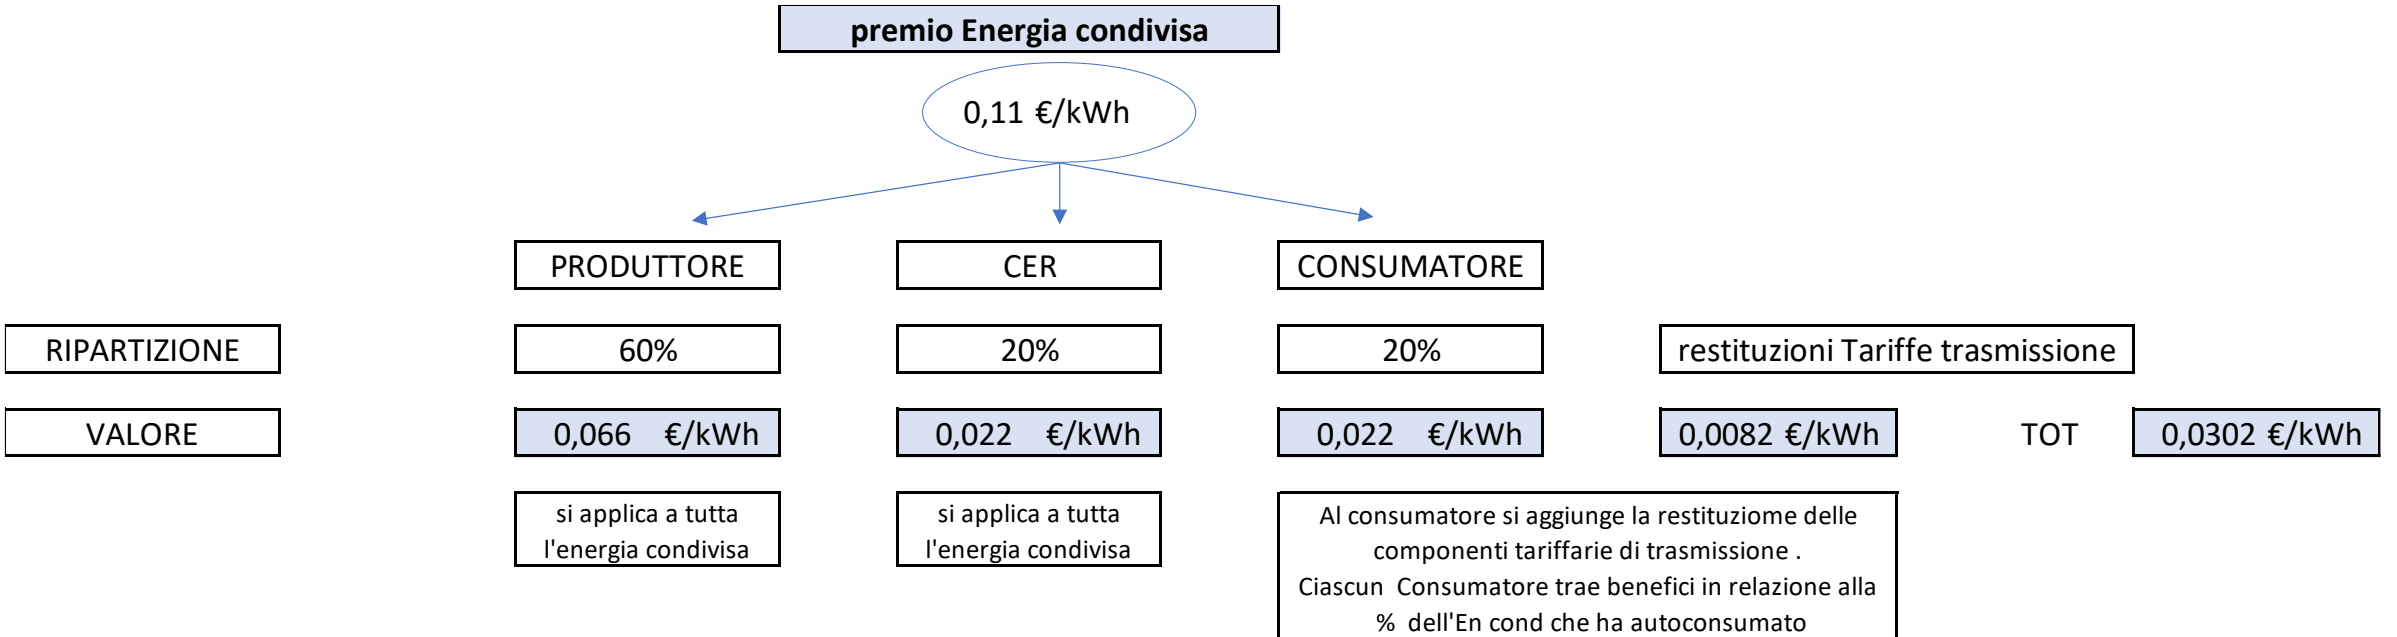 premio Energia condivisa
0,11 €/kWh
PRODUTTORE
CER
CONSUMATORE
RIPARTIZIONE
60%
20%
20%
restituzioni Tariffe trasmissione
VALORE
0,066 €/kWh
0,022 €/kWh
0,022 €/kWh
0,0082 €/kWh
TOT
0,0302 €/kWh
si applica a tutta
l'energia condivisa
si applica a tutta
l'energia condivisa
Al consumatore si aggiunge la restituziome delle
componenti tariffarie di trasmissione .
Ciascun Consumatore trae benefici in relazione alla
% dell'En cond che ha autoconsumato